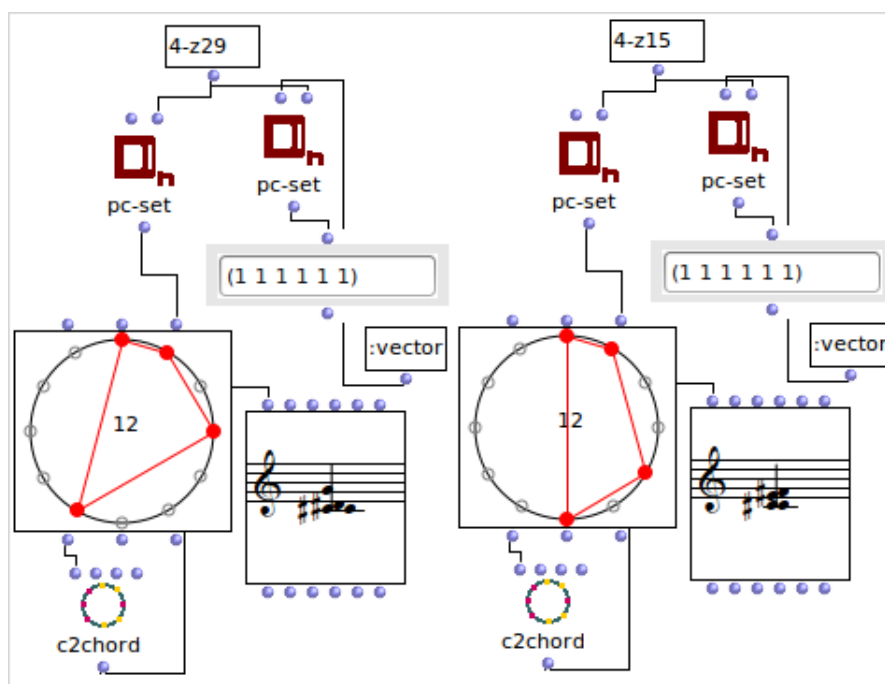 4-z29
4-z15
pc-set
pc-set
pc-set
pc-set
(1 1 1 1 1 1)
(1 1 1 1 1 1)
:vector
:vector
12
12
c2chord
c2chord